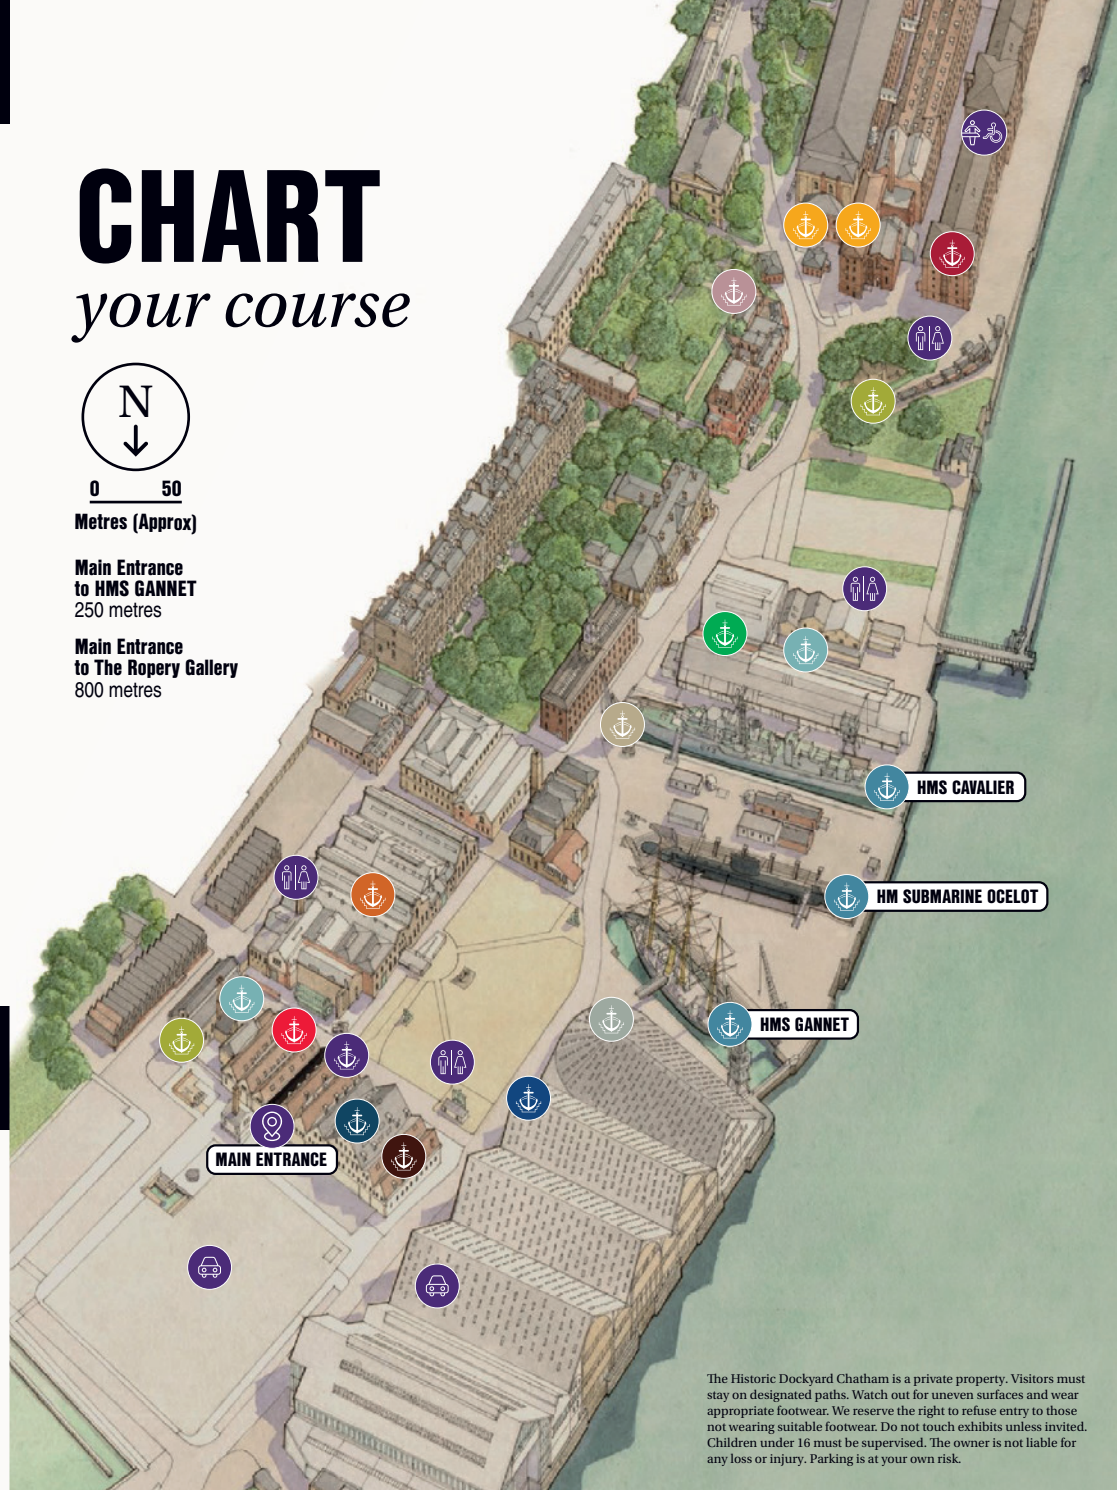 CHART
your course
N
0 50
Metres (Approx)
Main Entrance
to HMS GANNET
250 metres
Main Entrance
to The Ropery Gallery
800 metres
HMS CAVALIER
HM SUBMARINE OCELOT
HMS GANNET
MAIN ENTRANCE
The Historic Dockyard Chatham is a private property. Visitors must
stay on designated paths. Watch out for uneven surfaces and wear
appropriate footwear. We reserve the right to refuse entry to those
not wearing suitable footwear. Do not touch exhibits unless invited.
Children under 16 must be supervised. The owner is not liable for
any loss or injury. Parking is at your own risk.